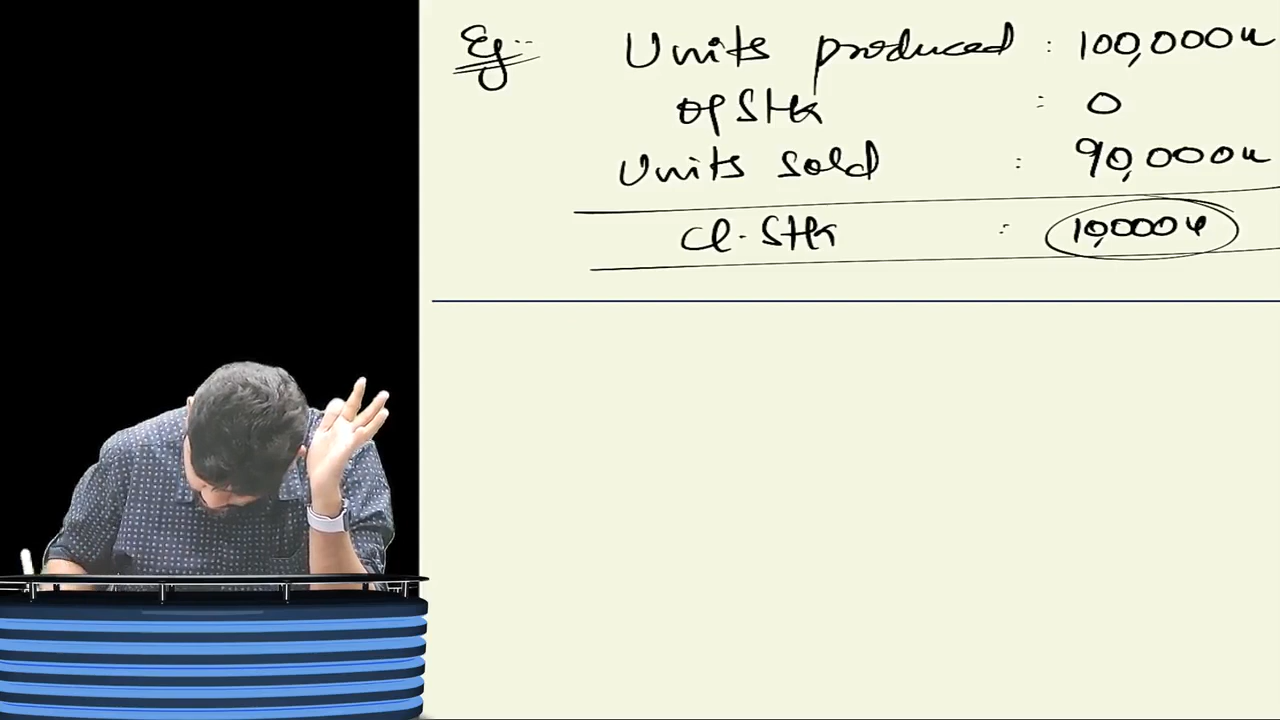 Eg:-
Units produced : 100,000u
op Stk : 0
Units sold : 90,000u
Cl. Stk : 10,000u